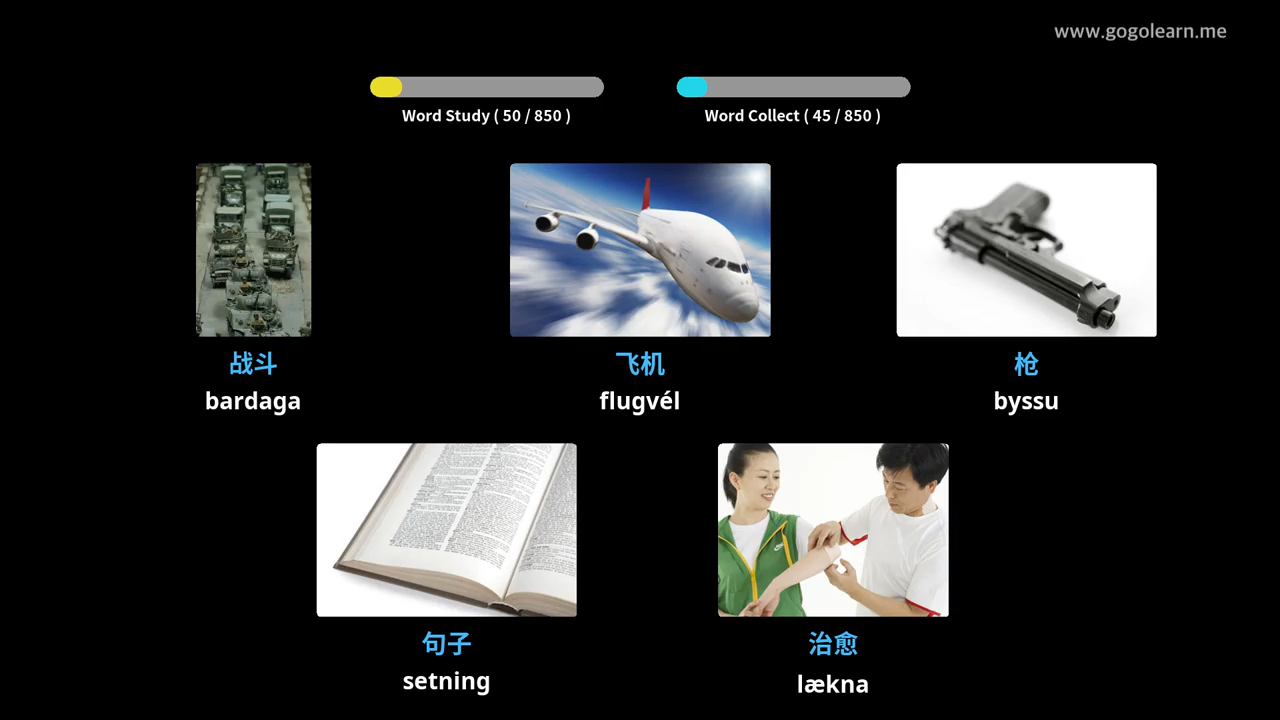 www.gogolearn.me
Word Study ( 50 / 850 )
Word Collect ( 45 / 850 )
战斗
bardaga
飞机
flugvél
枪
byssu
句子
setning
治愈
lækna